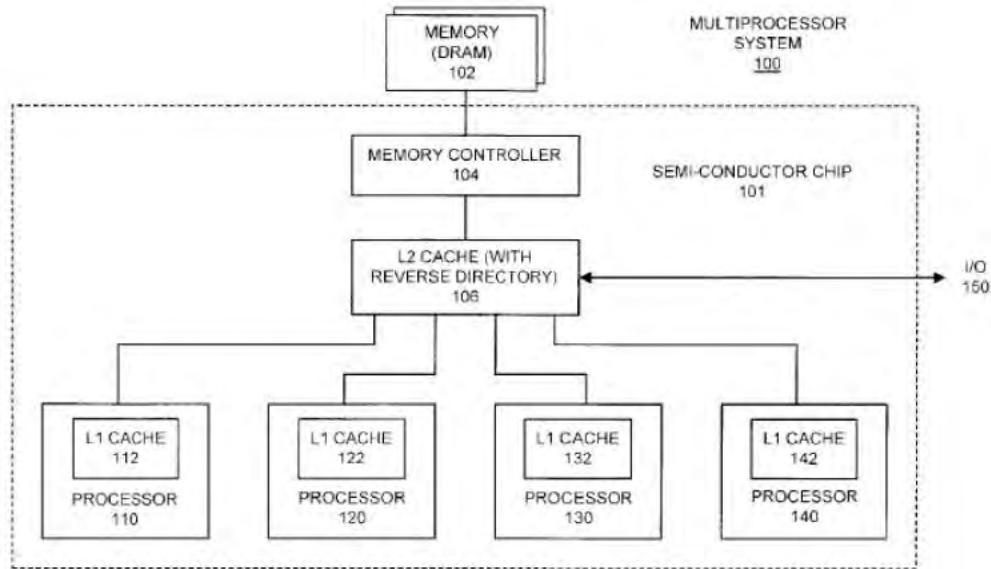 MULTIPROCESSOR
SYSTEM
100
MEMORY
(DRAM)
102
MEMORY CONTROLLER
104
SEMI-CONDUCTOR CHIP
101
L2 CACHE (WITH
REVERSE DIRECTORY)
106
I/O
150
L1 CACHE
112
PROCESSOR
110
L1 CACHE
122
PROCESSOR
120
L1 CACHE
132
PROCESSOR
130
L1 CACHE
142
PROCESSOR
140